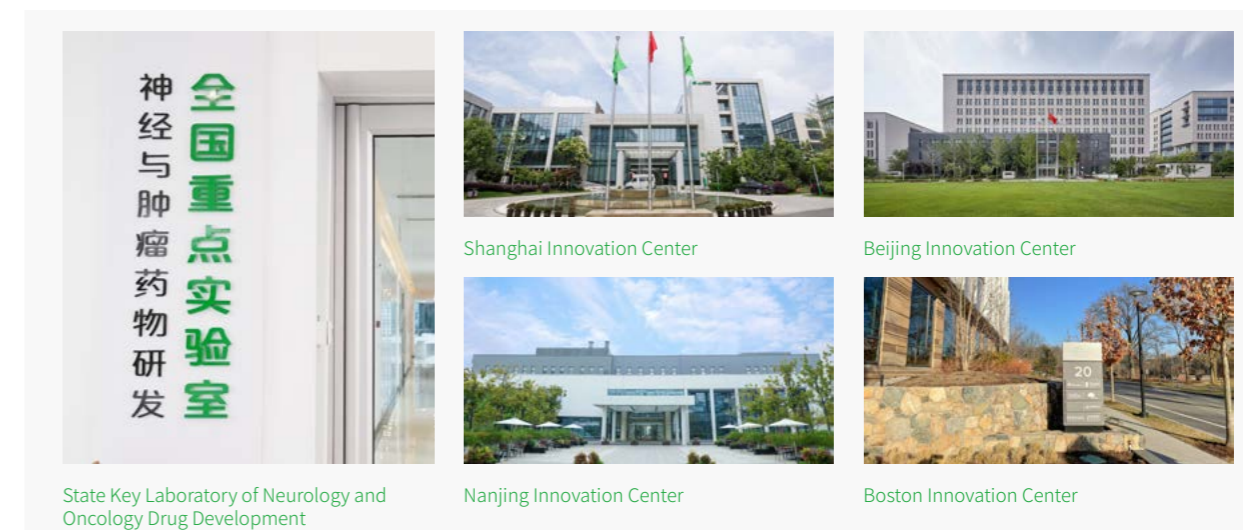 全国重点实验室
神经与肿瘤药物研发
State Key Laboratory of Neurology and
Oncology Drug Development
Shanghai Innovation Center
Beijing Innovation Center
Nanjing Innovation Center
20
Boston Innovation Center